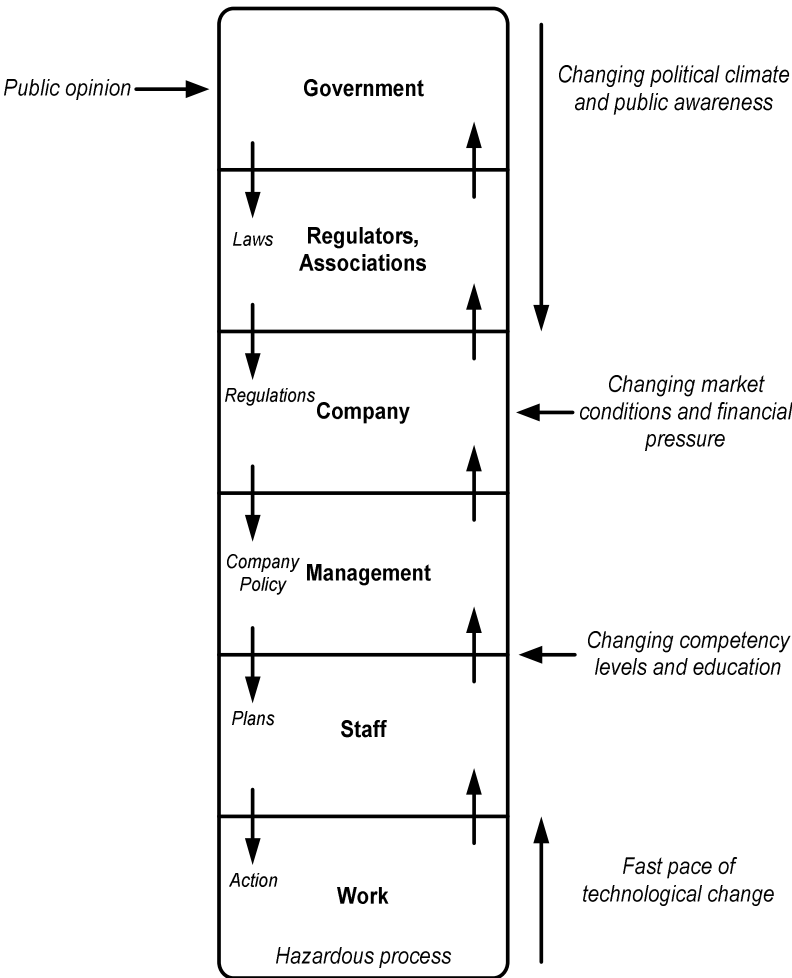 Public opinion
Government
Changing political climate
and public awareness
Laws
Regulators,
Associations
Regulations
Company
Changing market
conditions and financial
pressure
Company
Policy
Management
Changing competency
levels and education
Plans
Staff
Action
Work
Fast pace of
technological change
Hazardous process